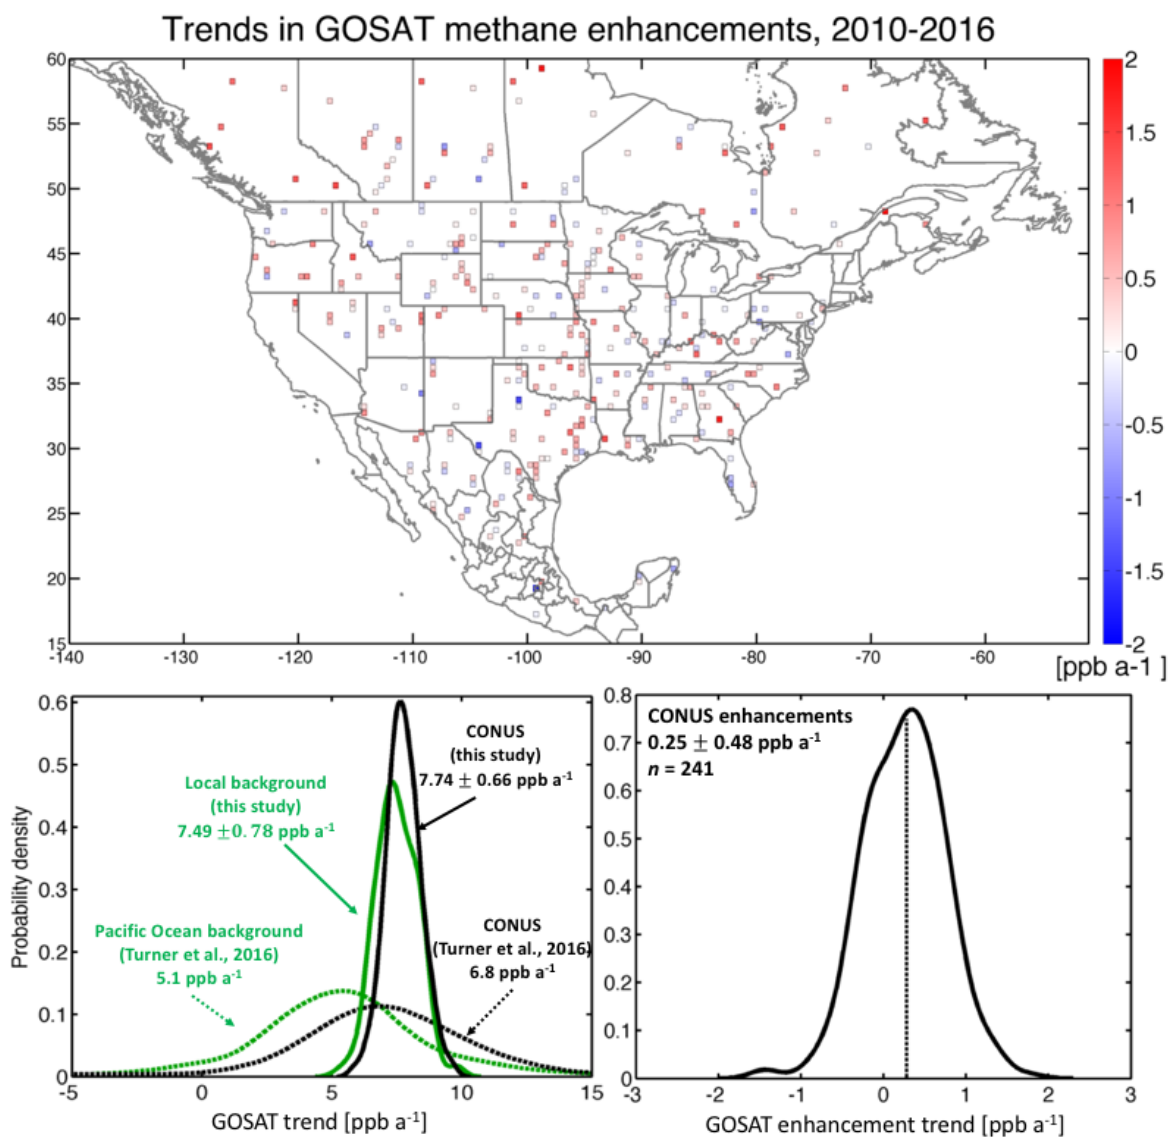 Trends in GOSAT methane enhancements, 2010-2016
60
55
50
45
40
35
30
25
20
15
-140
-130
-120
-110
-100
-90
-80
-70
-60
2
1.5
1
0.5
0
-0.5
-1
-1.5
-2
[ppb a-1 ]
0.6
0.5
0.4
0.3
0.2
0.1
0
Probability density
-5
0
5
10
15
GOSAT trend [ppb a⁻¹]
CONUS
(this study)
7.74 ± 0.66 ppb a⁻¹
Local background
(this study)
7.49 ±0.78 ppb a⁻¹
Pacific Ocean background
(Turner et al., 2016)
5.1 ppb a⁻¹
CONUS
(Turner et al., 2016)
6.8 ppb a⁻¹
0.8
0.7
0.6
0.5
0.4
0.3
0.2
0.1
0
CONUS enhancements
0.25 ± 0.48 ppb a⁻¹
n = 241
-3
-2
-1
0
1
2
3
GOSAT enhancement trend [ppb a⁻¹]